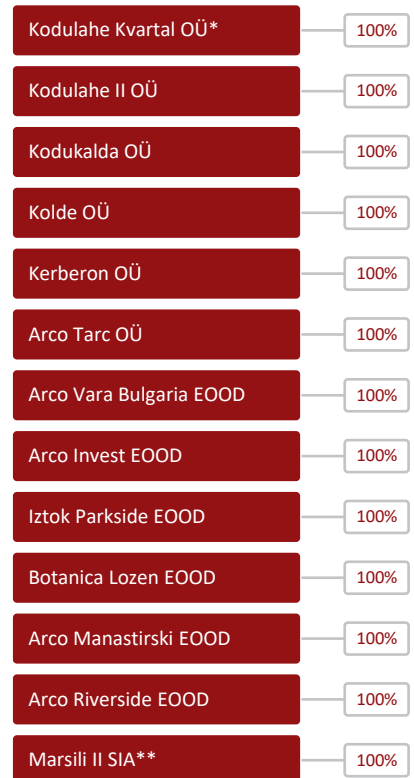 Kodulahe Kvartal OÜ* 100%
Kodulahe II OÜ 100%
Kodukalda OÜ 100%
Kolde OÜ 100%
Kerberon OÜ 100%
Arco Tarc OÜ 100%
Arco Vara Bulgaria EOOD 100%
Arco Invest EOOD 100%
Iztok Parkside EOOD 100%
Botanica Lozen EOOD 100%
Arco Manastirski EOOD 100%
Arco Riverside EOOD 100%
Marsili II SIA** 100%